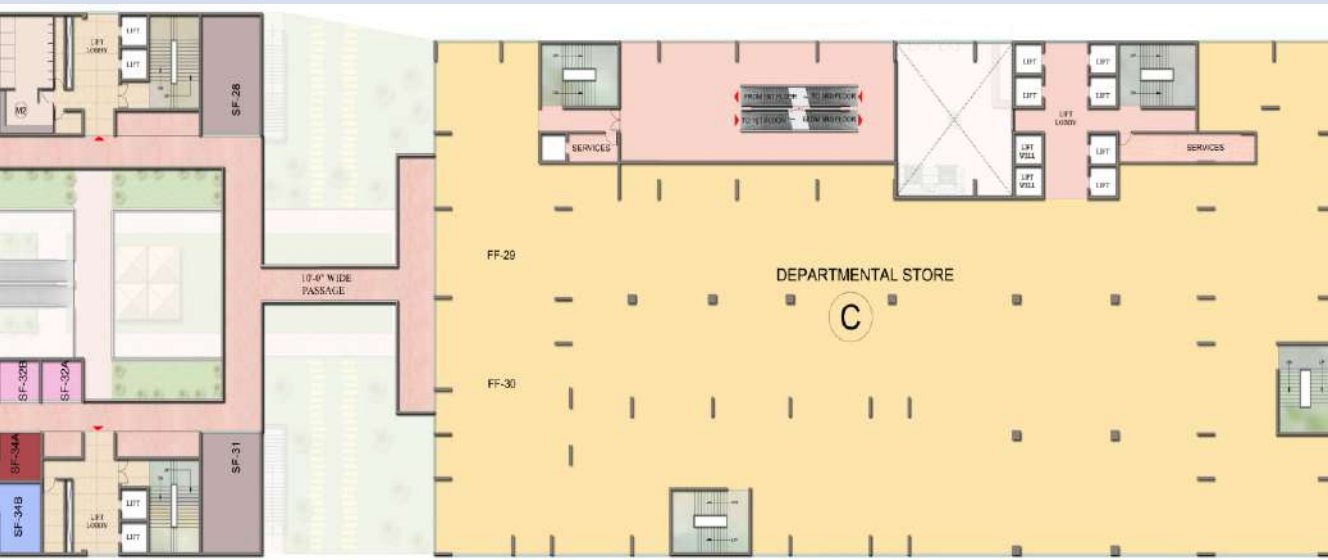 LIFT
LIFT
LIFT
LOBBY
M2
SF-28
FROM 1ST FLOOR
TO 3RD FLOOR
TO 1ST FLOOR
FROM 3RD FLOOR
SERVICES
LIFT
LIFT
LIFT
LIFT
LIFT
LOBBY
LIFT
WELL
LIFT
LIFT
WELL
LIFT
SERVICES
FF-29
10'-0" WIDE
PASSAGE
DEPARTMENTAL STORE
C
FF-30
SF-32B
SF-32A
SF-34A
SF-31
SF-34B
LIFT
LOBBY
LIFT
LIFT